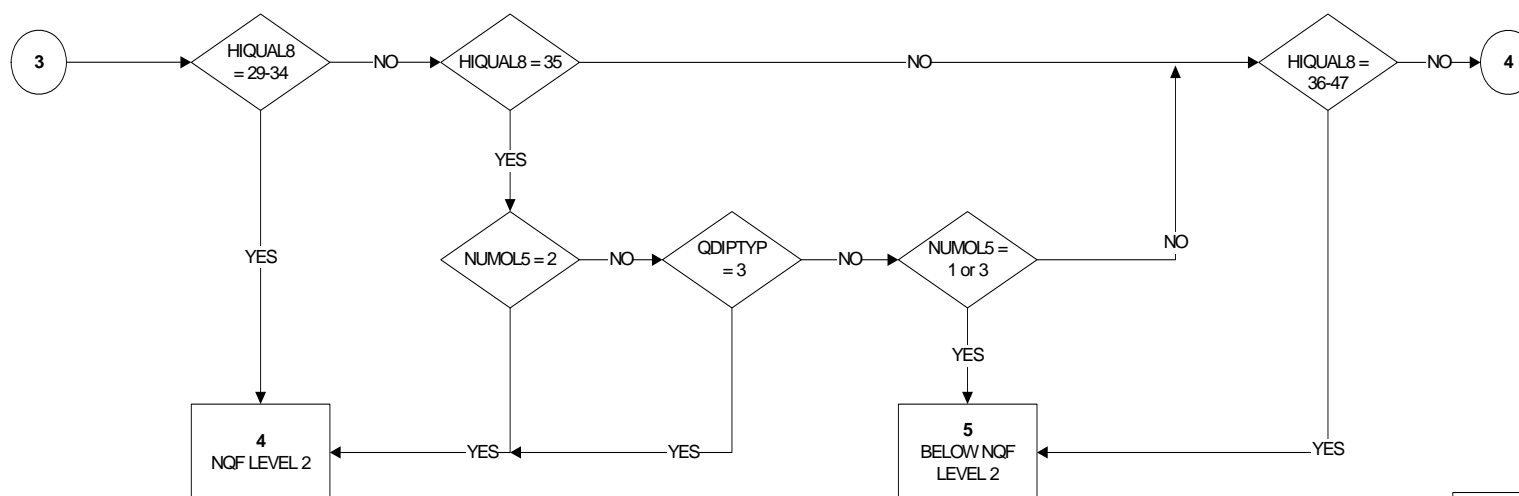 3
HIQUAL8
= 29-34
NO
HIQUAL8 = 35
NO
HIQUAL8 =
36-47
NO
4
YES
YES
NUMOL5 = 2
NO
QDIPTYP
= 3
NO
NUMOL5 =
1 or 3
NO
YES
4
NQF LEVEL 2
YES
YES
5
BELOW NQF
LEVEL 2
YES